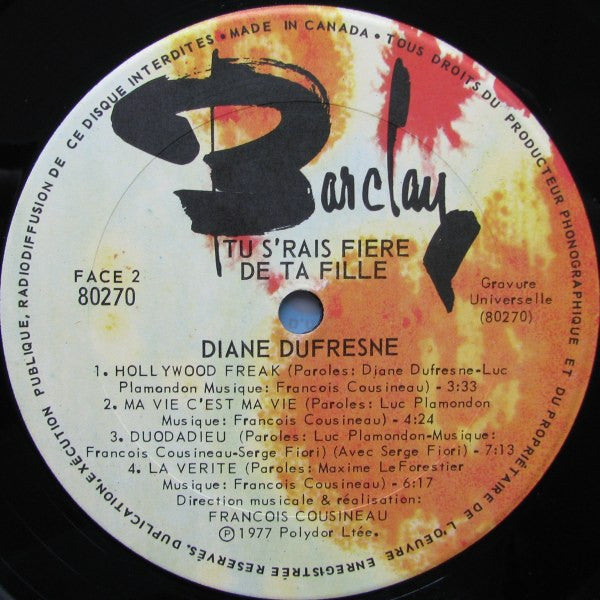 EXÉCUTION PUBLIQUE, RADIODIFFUSION DE CE DISQUE INTERDITES • MADE IN CANADA • TOUS DROITS DU PRODUCTEUR PHONOGRAPHIQUE ET DU PROPRIÉTAIRE DE L'OEUVRE ENREGISTRÉE RESERVÉS. DUPLICATION.
Barclay
TU S'RAIS FIERE
DE TA FILLE
FACE 2
80270
Gravure
Universelle
(80270)
DIANE DUFRESNE
1. HOLLYWOOD FREAK (Paroles: Diane Dufresne-Luc
Plamondon Musique: Francois Cousineau) - 3:33
2. MA VIE C'EST MA VIE (Paroles: Luc Plamondon
Musique: Francois Cousineau) - 4:24
3. DUODADIEU (Paroles: Luc Plamondon-Musique:
Francois Cousineau-Serge Fiori) (Avec Serge Fiori) - 7:13
4. LA VERITE (Paroles: Maxime LeForestier
Musique: Francois Cousineau) - 6:17
Direction musicale & réalisation:
FRANCOIS COUSINEAU
Ⓟ 1977 Polydor Ltée.